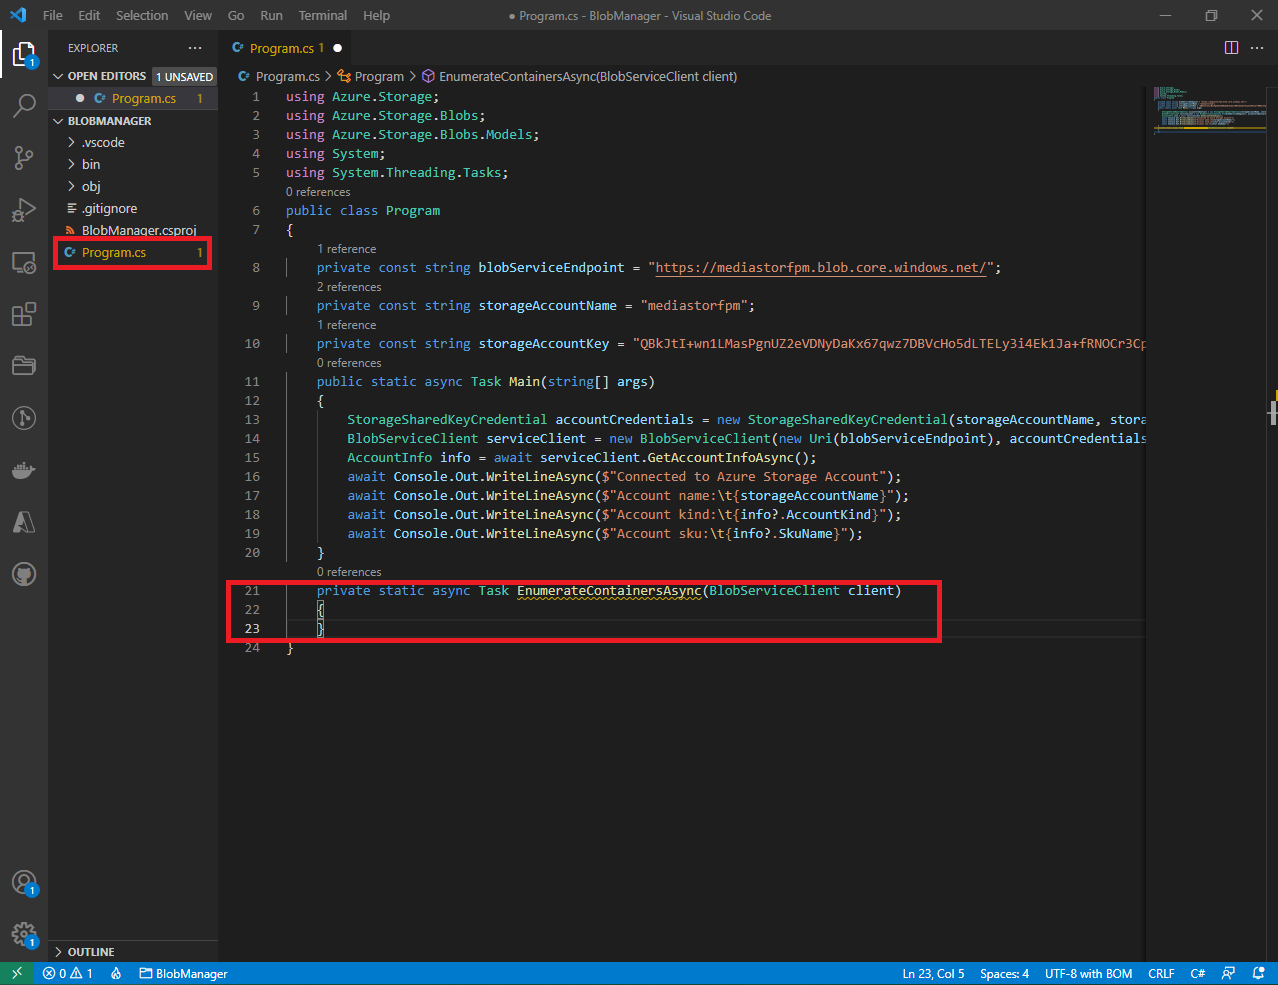 File Edit Selection View Go Run Terminal Help
● Program.cs - BlobManager - Visual Studio Code
EXPLORER
OPEN EDITORS 1 UNSAVED
Program.cs 1
BLOBMANAGER
.vscode
bin
obj
.gitignore
BlobManager.csproj
Program.cs 1
OUTLINE
Program.cs 1
Program.cs > Program > EnumerateContainersAsync(BlobServiceClient client)
1 using Azure.Storage;
2 using Azure.Storage.Blobs;
3 using Azure.Storage.Blobs.Models;
4 using System;
5 using System.Threading.Tasks;
0 references
6 public class Program
7 {
1 reference
8 private const string blobServiceEndpoint = "https://mediastorfpm.blob.core.windows.net/";
2 references
9 private const string storageAccountName = "mediastorfpm";
1 reference
10 private const string storageAccountKey = "QBkJtI+wn1LMasPgnUZ2eVDNyDaKx67qwz7DBVcHo5dLTELy3i4Ek1Ja+fRNOCr3Cp
0 references
11 public static async Task Main(string[] args)
12 {
13 StorageSharedKeyCredential accountCredentials = new StorageSharedKeyCredential(storageAccountName, stora
14 BlobServiceClient serviceClient = new BlobServiceClient(new Uri(blobServiceEndpoint), accountCredentials
15 AccountInfo info = await serviceClient.GetAccountInfoAsync();
16 await Console.Out.WriteLineAsync($"Connected to Azure Storage Account");
17 await Console.Out.WriteLineAsync($"Account name:\t{storageAccountName}");
18 await Console.Out.WriteLineAsync($"Account kind:\t{info?.AccountKind}");
19 await Console.Out.WriteLineAsync($"Account sku:\t{info?.SkuName}");
20 }
0 references
21 private static async Task EnumerateContainersAsync(BlobServiceClient client)
22 {
23 }
24 }
1
1
1
0 1 BlobManager
Ln 23, Col 5 Spaces: 4 UTF-8 with BOM CRLF C#